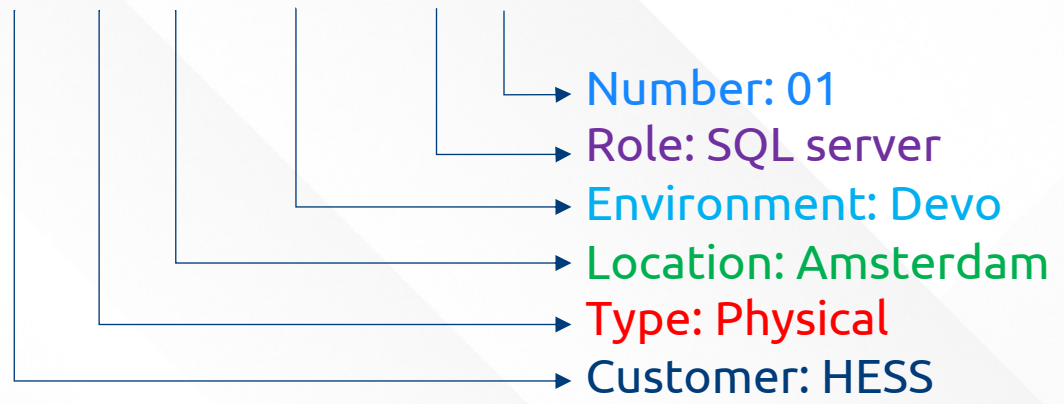 Number: 01
Role: SQL server
Environment: Devo
Location: Amsterdam
Type: Physical
Customer: HESS